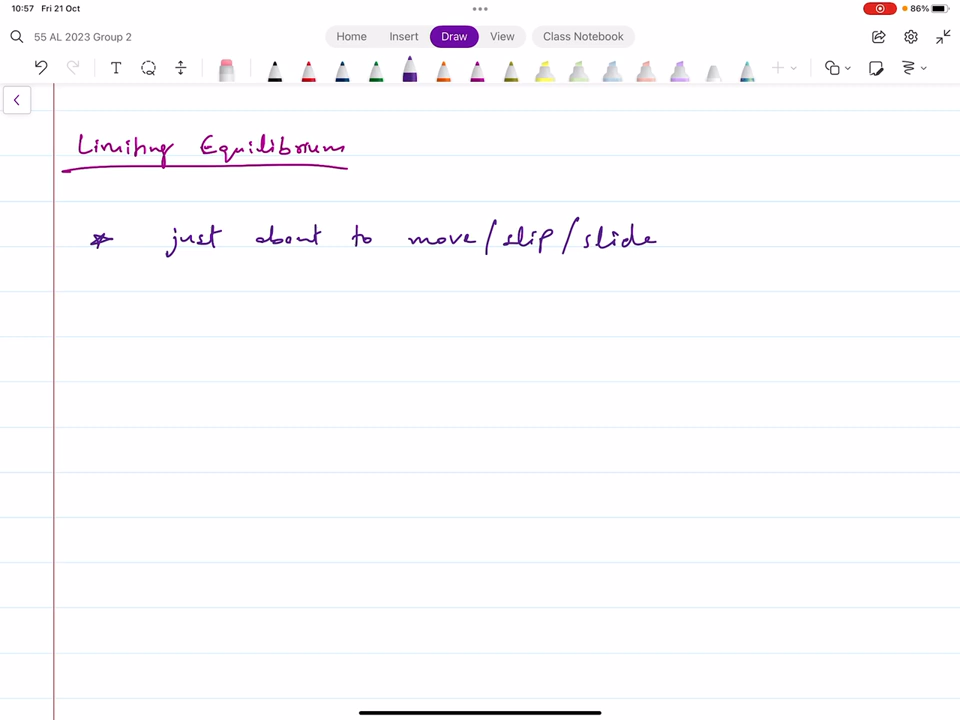 10:57 Fri 21 Oct
86%
55 AL 2023 Group 2
Home Insert Draw View Class Notebook
Limiting Equilibrium
* just about to move/slip/slide